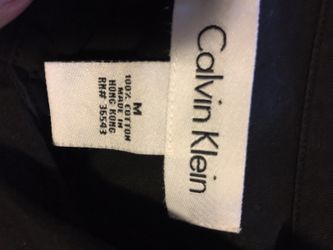 Calvin Klein
M
100% COTTON
MADE IN
HONG KONG
RN# 36543